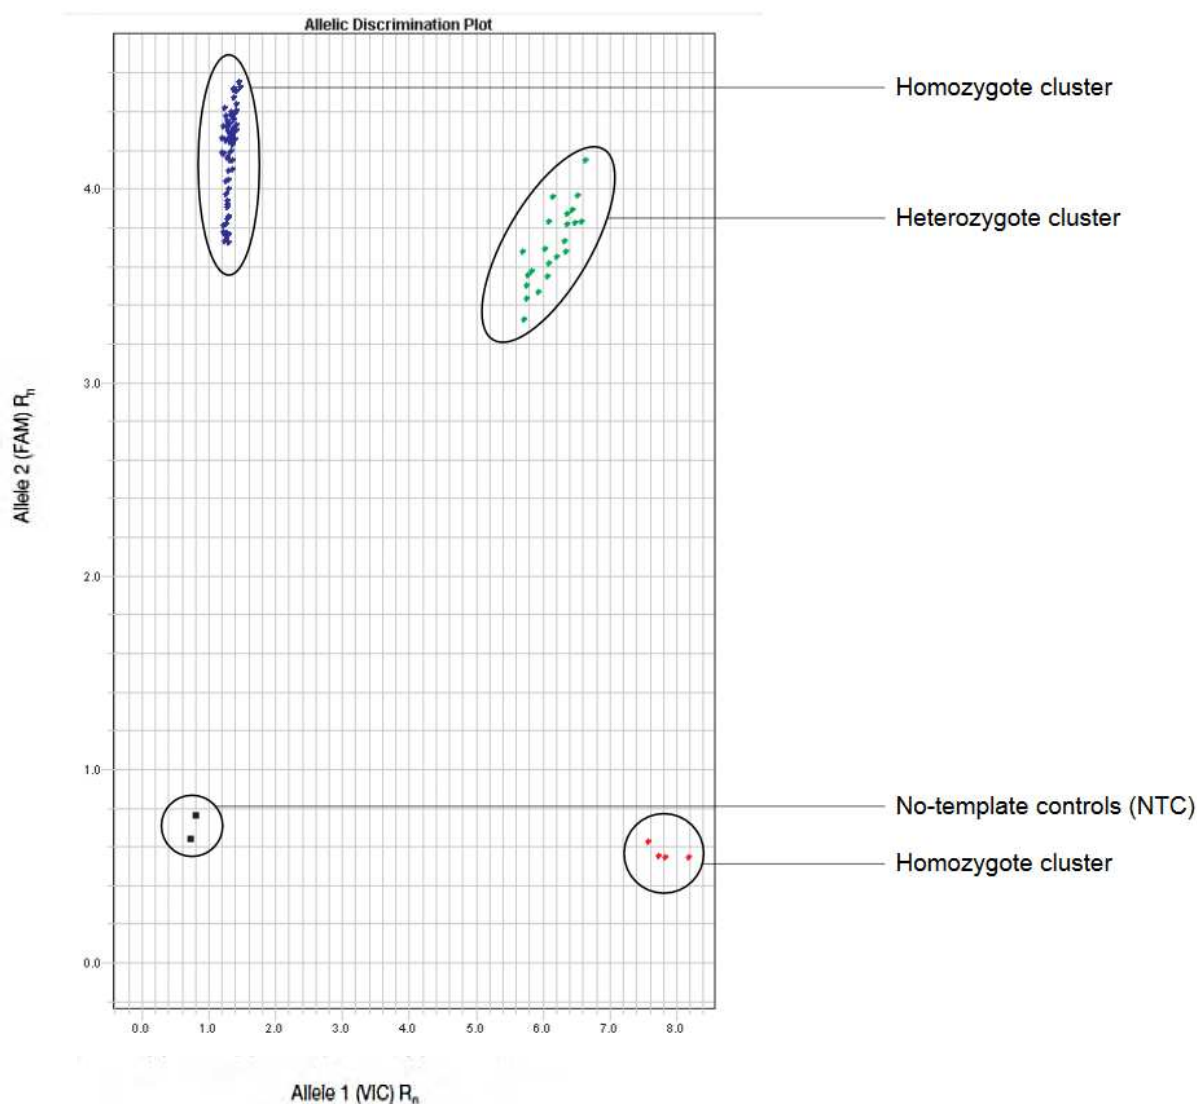 Allelic Discrimination Plot
Homozygote cluster
Heterozygote cluster
No-template controls (NTC)
Homozygote cluster
4.0
3.0
2.0
1.0
0.0
Allele 2 (FAM) Rn
0.0 1.0 2.0 3.0 4.0 5.0 6.0 7.0 8.0
Allele 1 (VIC) Rn